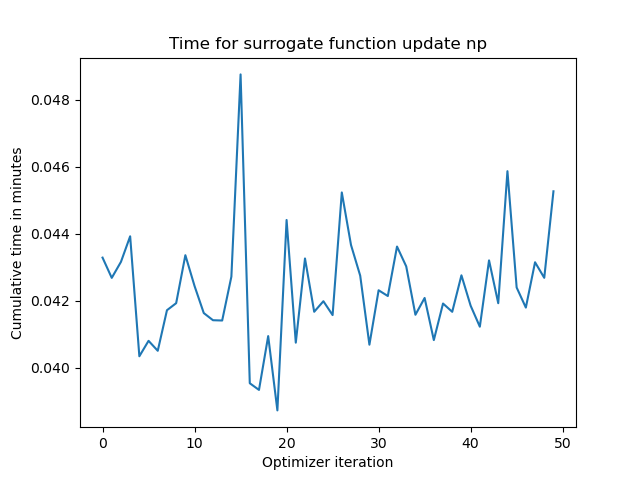 Time for surrogate function update np
Cumulative time in minutes
0.048
0.046
0.044
0.042
0.040
0 10 20 30 40 50
Optimizer iteration